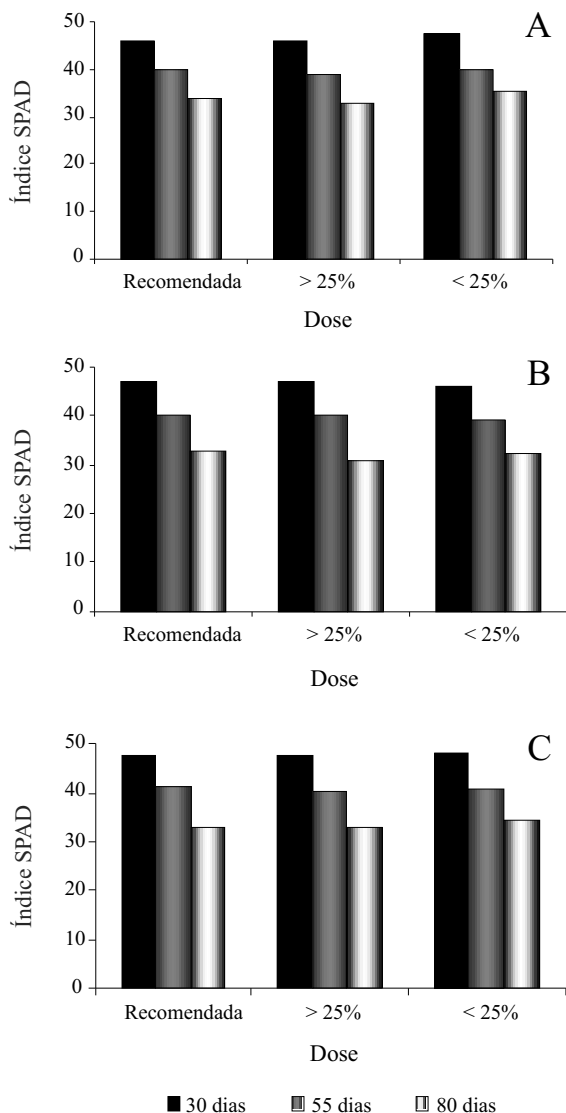 A
50
40
30
20
10
0
Índice SPAD
Recomendada > 25% < 25%
Dose
B
50
40
30
20
10
0
Índice SPAD
Recomendada > 25% < 25%
Dose
C
50
40
30
20
10
0
Índice SPAD
Recomendada > 25% < 25%
Dose
30 dias 55 dias 80 dias